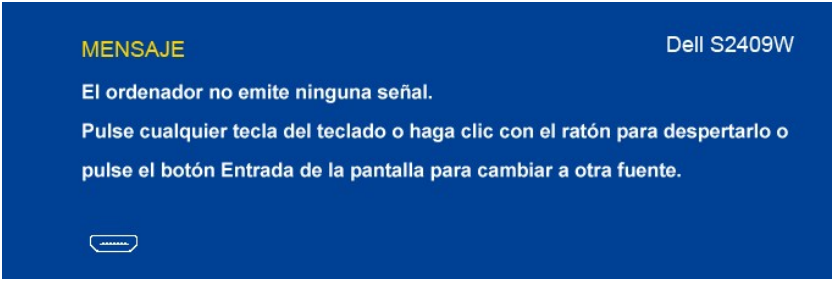 MENSAJE
Dell S2409W
El ordenador no emite ninguna señal.
Pulse cualquier tecla del teclado o haga clic con el ratón para despertarlo o
pulse el botón Entrada de la pantalla para cambiar a otra fuente.